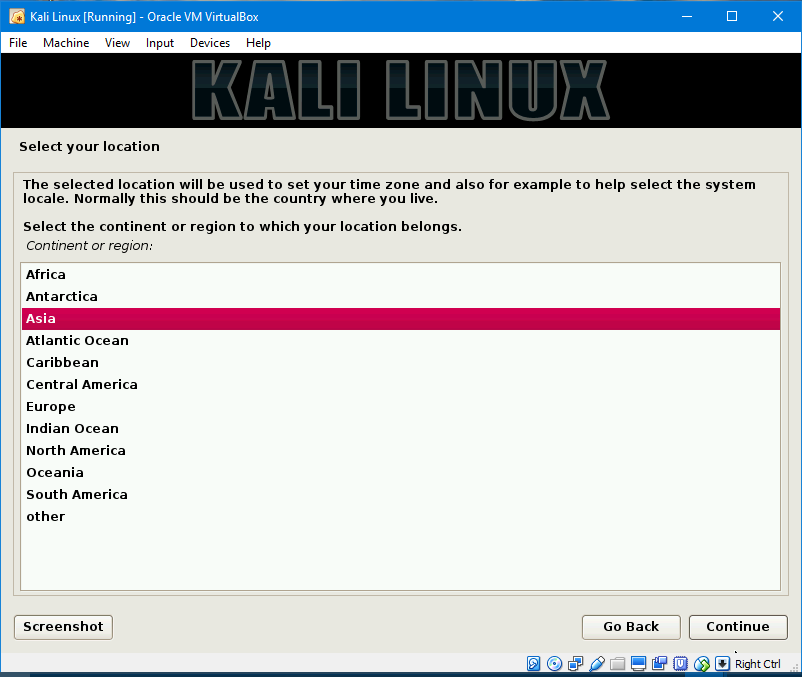 Kali Linux [Running] - Oracle VM VirtualBox
File Machine View Input Devices Help
KALI LINUX
Select your location
The selected location will be used to set your time zone and also for example to help select the system
locale. Normally this should be the country where you live.
Select the continent or region to which your location belongs.
Continent or region:
Africa
Antarctica
Asia
Atlantic Ocean
Caribbean
Central America
Europe
Indian Ocean
North America
Oceania
South America
other
Screenshot Go Back Continue
Right Ctrl